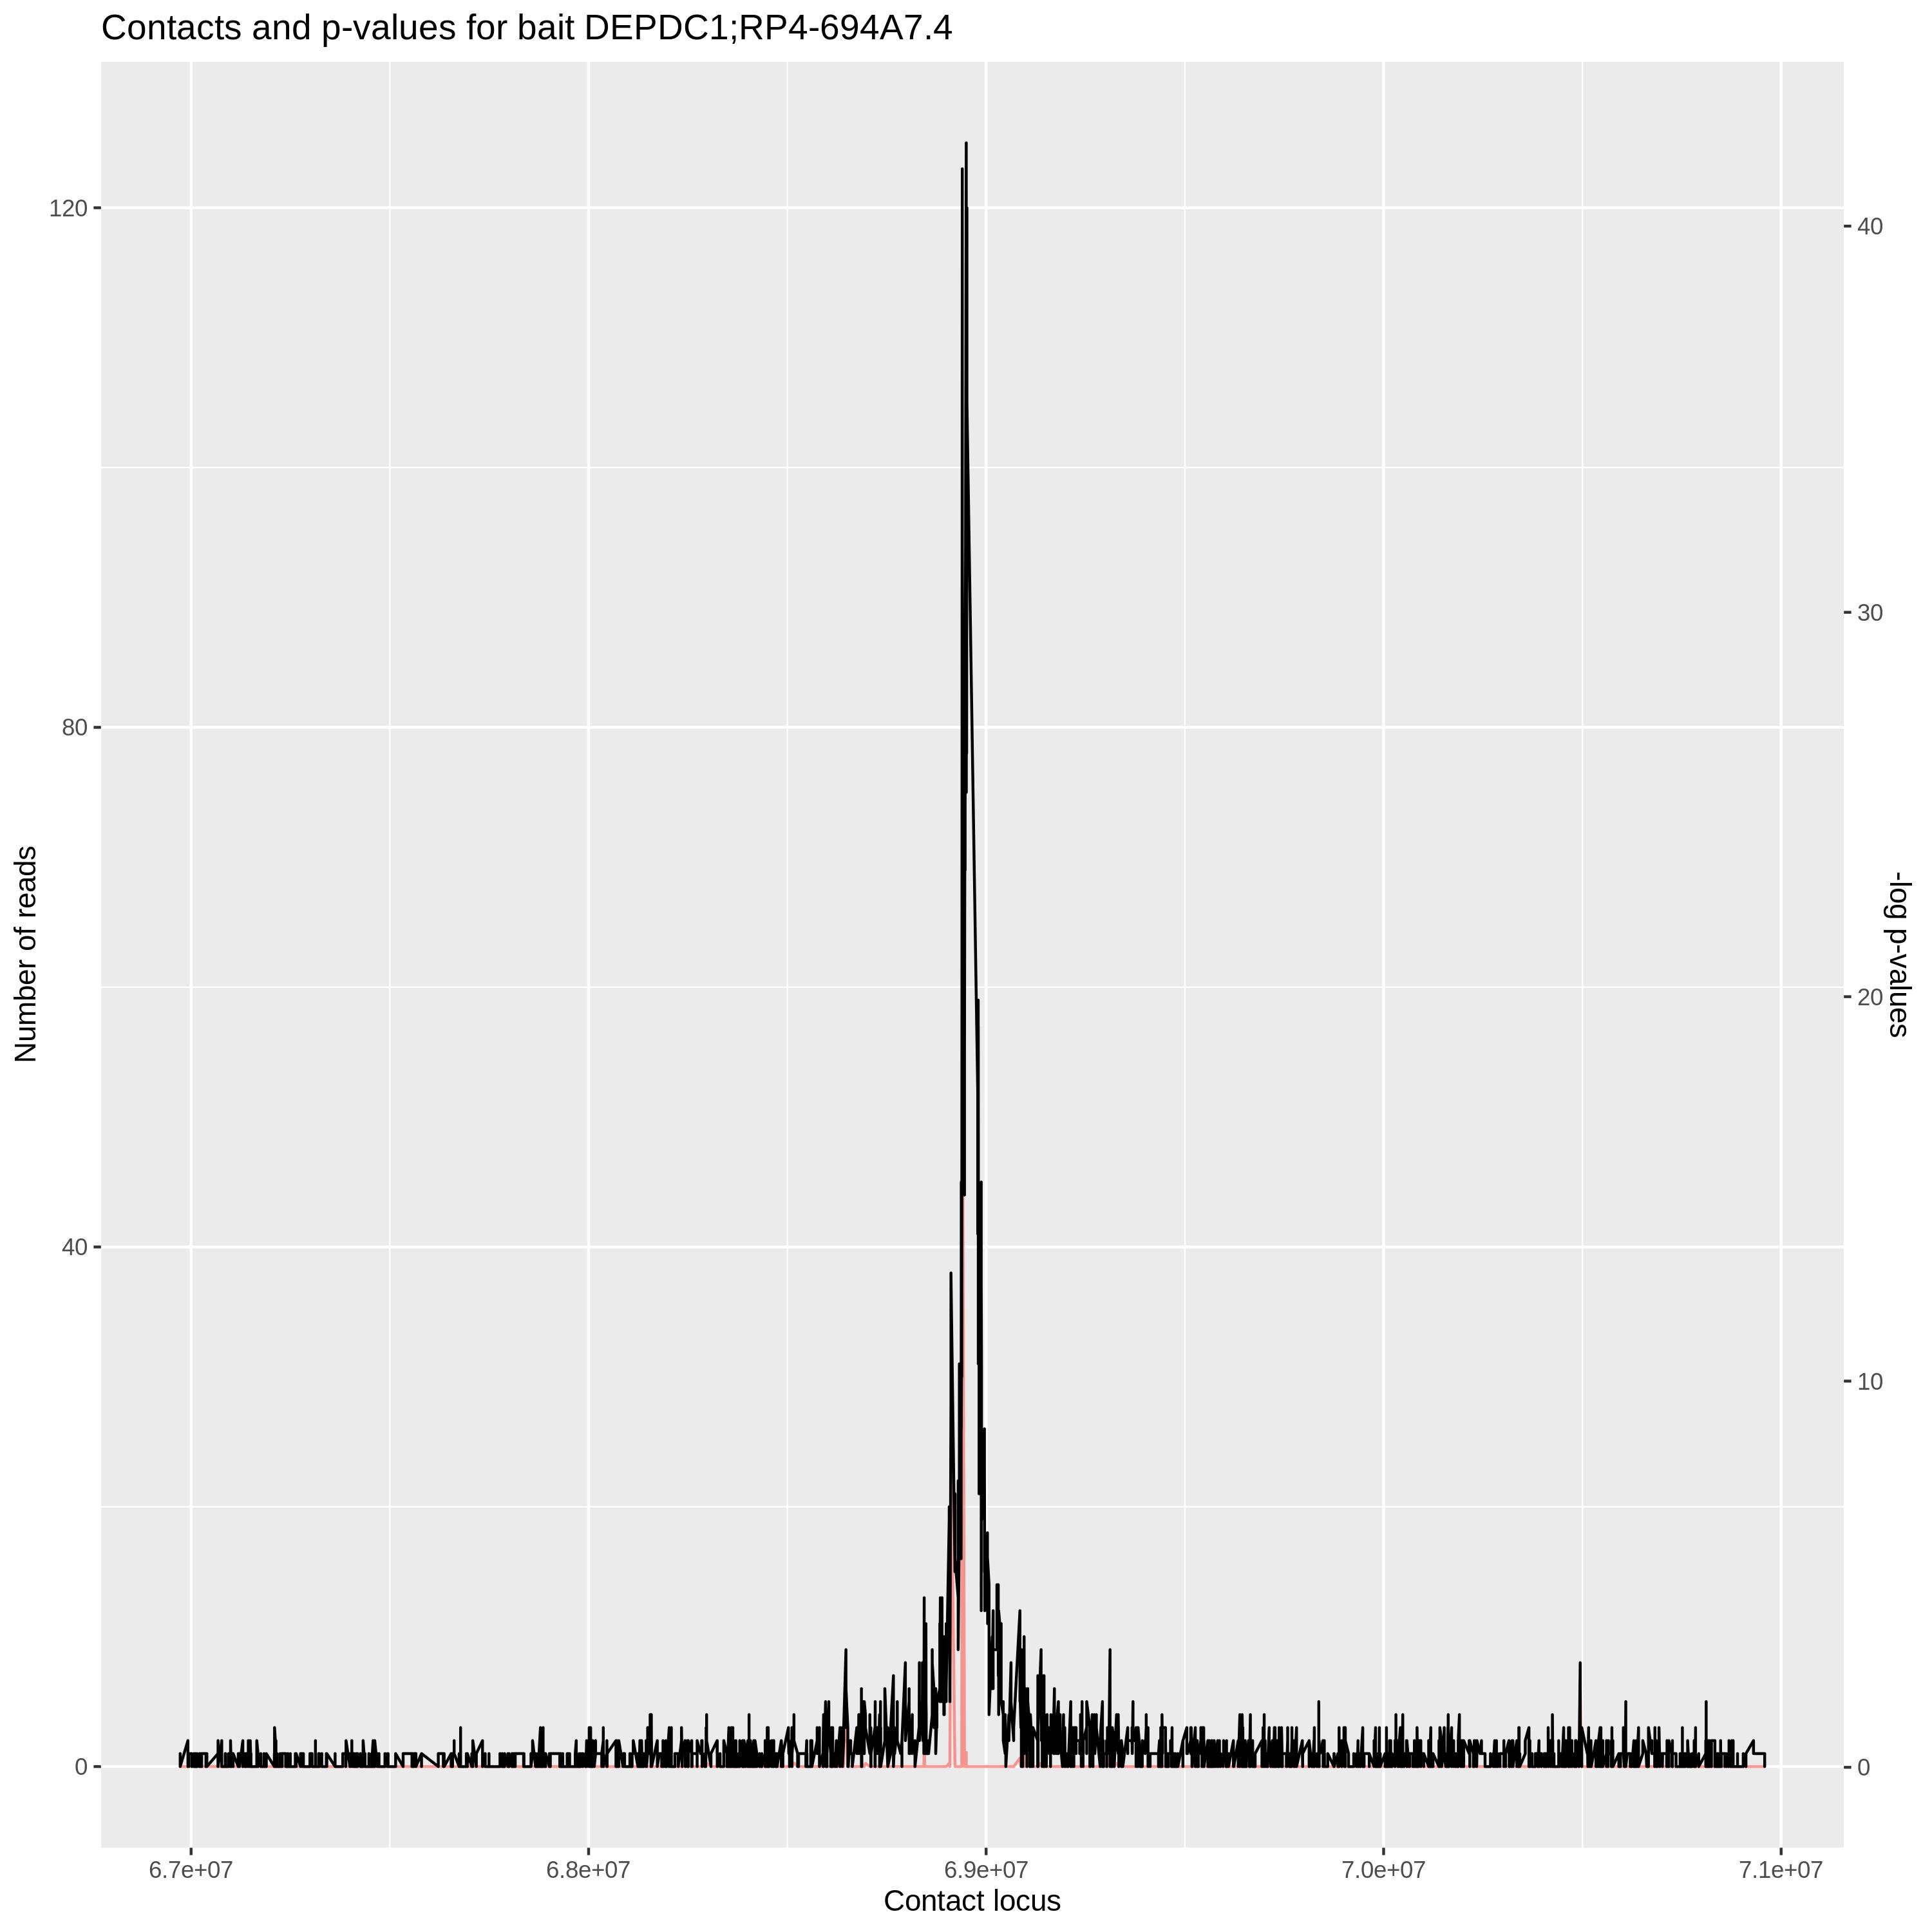 Contacts and p-values for bait DEPDC1;RP4-694A7.4
120
80
40
0
Number of reads
40
30
20
10
0
-log p-values
6.7e+07
6.8e+07
6.9e+07
7.0e+07
7.1e+07
Contact locus